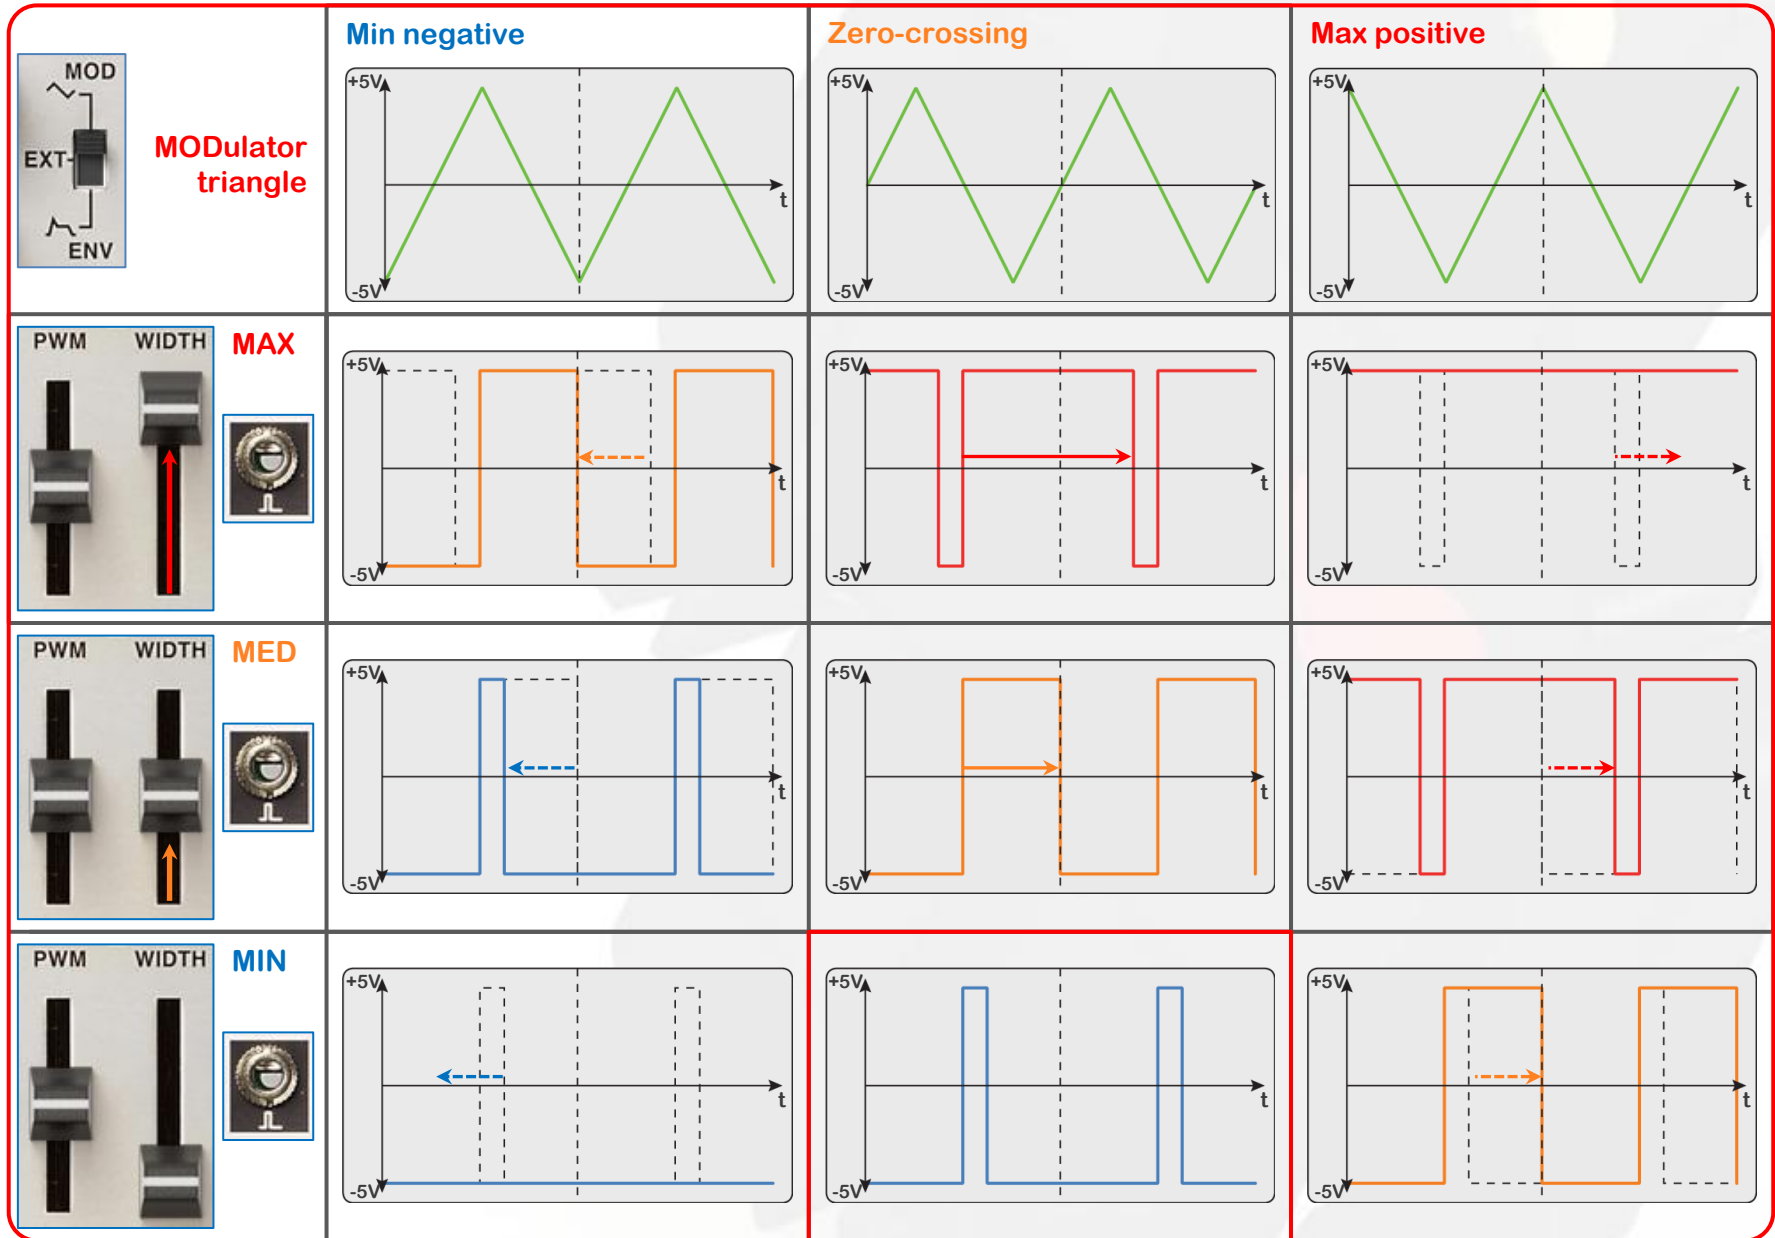 Min negative
Zero-crossing
Max positive
MOD
EXT
ENV
MODulator
triangle
+5V
-5V
t
+5V
-5V
t
+5V
-5V
t
PWM WIDTH
MAX
+5V
-5V
t
+5V
-5V
t
+5V
-5V
t
PWM WIDTH
MED
+5V
-5V
t
+5V
-5V
t
+5V
-5V
t
PWM WIDTH
MIN
+5V
-5V
t
+5V
-5V
t
+5V
-5V
t